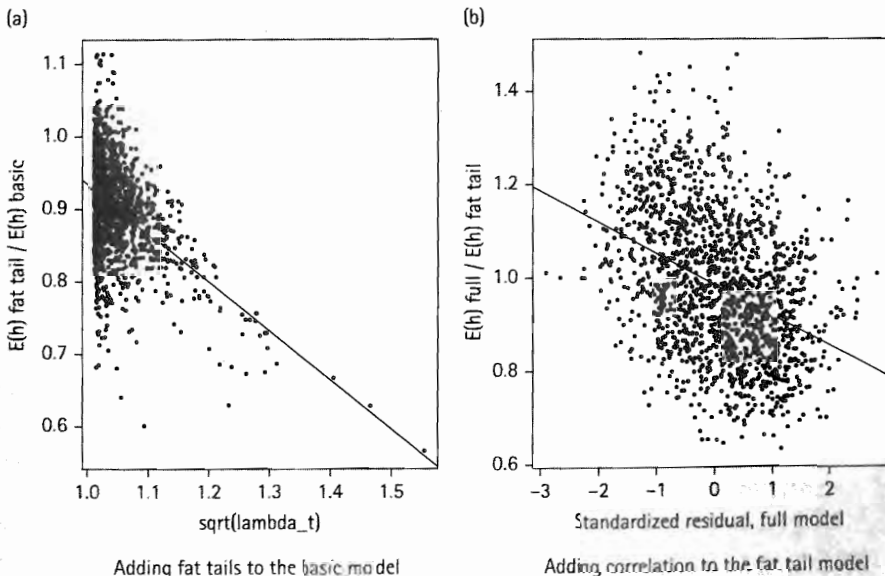 (a)
E(h) fat tail / E(h) basic
1.1
1.0
0.9
0.8
0.7
0.6
1.0 1.1 1.2 1.3 1.4 1.5
sqrt(lambda_t)
Adding fat tails to the basic model
(b)
E(h) full / E(h) fat tail
1.4
1.2
1.0
0.8
0.6
−3 −2 −1 0 1 2
Standardized residual, full model
Adding correlation to the fat tail model